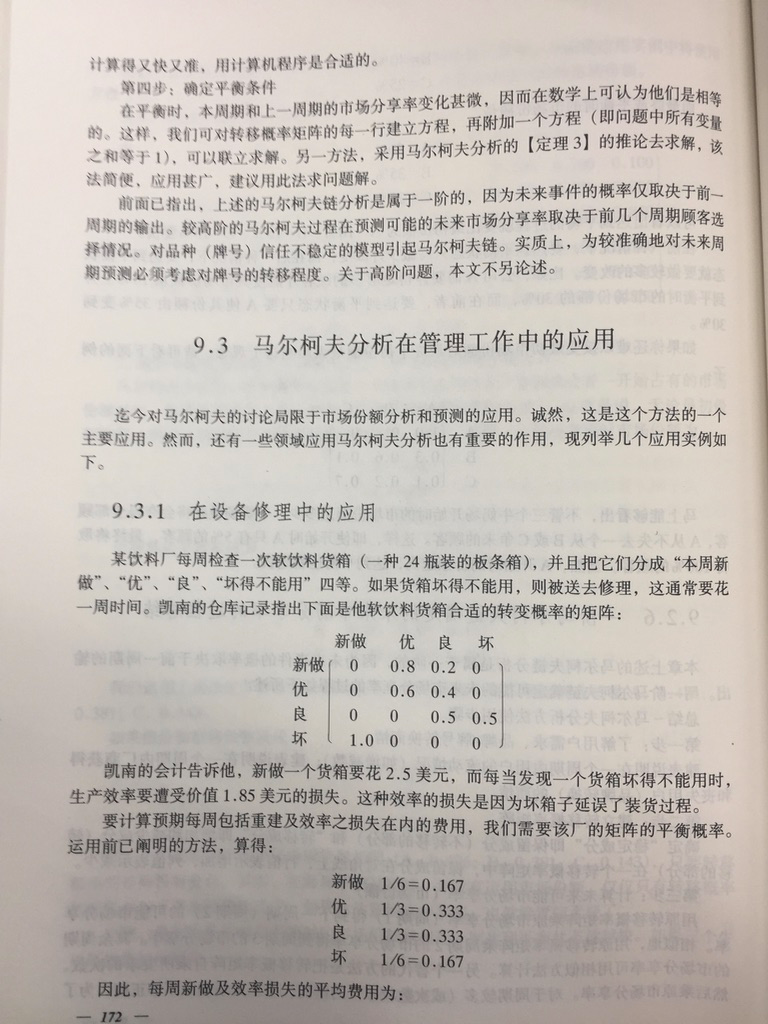 计算得又快又准，用计算机程序是合适的。
第四步：确定平衡条件
在平衡时，本周期和上一周期的市场分享率变化甚微，因而在数学上可认为他们是相等
的。这样，我们可对转移概率矩阵的每一行建立方程，再附加一个方程（即问题中所有变量
之和等于1），可以联立求解。另一方法，采用马尔柯夫分析的【定理3】的推论去求解，该
法简便，应用甚广，建议用此法求问题解。
前面已指出，上述的马尔柯夫链分析是属于一阶的，因为未来事件的概率仅取决于前一
周期的输出。较高阶的马尔柯夫过程在预测可能的未来市场分享率取决于前几个周期顾客选
择情况。对品种（牌号）信任不稳定的模型引起马尔柯夫链。实质上，为较准确地对未来周
期预测必须考虑对牌号的转移程度。关于高阶问题，本文不另论述。
9.3 马尔柯夫分析在管理工作中的应用
迄今对马尔柯夫的讨论局限于市场份额分析和预测的应用。诚然，这是这个方法的一个
主要应用。然而，还有一些领域应用马尔柯夫分析也有重要的作用，现列举几个应用实例如
下。
9.3.1 在设备修理中的应用
某饮料厂每周检查一次软饮料货箱（一种24瓶装的板条箱），并且把它们分成“本周新
做”、“优”、“良”、“坏得不能用”四等。如果货箱坏得不能用，则被送去修理，这通常要花
一周时间。凯南的仓库记录指出下面是他软饮料货箱合适的转变概率的矩阵：
新做 优 良 坏
新做 0 0.8 0.2 0
优 0 0.6 0.4 0
良 0 0 0.5 0.5
坏 1.0 0 0 0
凯南的会计告诉他，新做一个货箱要花2.5美元，而每当发现一个货箱坏得不能用时，
生产效率要遭受价值1.85美元的损失。这种效率的损失是因为坏箱子延误了装货过程。
要计算预期每周包括重建及效率之损失在内的费用，我们需要该厂的矩阵的平衡概率。
运用前已阐明的方法，算得：
新做 1/6=0.167
优 1/3=0.333
良 1/3=0.333
坏 1/6=0.167
因此，每周新做及效率损失的平均费用为：
— 172 —